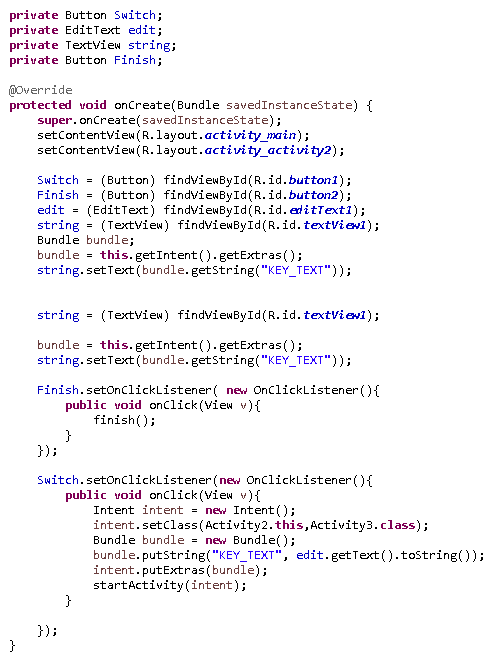 private Button Switch;
private EditText edit;
private TextView string;
private Button Finish;

@Override
protected void onCreate(Bundle savedInstanceState) {
    super.onCreate(savedInstanceState);
    setContentView(R.layout.activity_main);
    setContentView(R.layout.activity_activity2);

    Switch = (Button) findViewById(R.id.button1);
    Finish = (Button) findViewById(R.id.button2);
    edit = (EditText) findViewById(R.id.editText1);
    string = (TextView) findViewById(R.id.textView1);
    Bundle bundle;
    bundle = this.getIntent().getExtras();
    string.setText(bundle.getString("KEY_TEXT"));


    string = (TextView) findViewById(R.id.textView1);

    bundle = this.getIntent().getExtras();
    string.setText(bundle.getString("KEY_TEXT"));

    Finish.setOnClickListener( new OnClickListener(){
        public void onClick(View v){
            finish();
        }
    });

    Switch.setOnClickListener(new OnClickListener(){
        public void onClick(View v){
            Intent intent = new Intent();
            intent.setClass(Activity2.this,Activity3.class);
            Bundle bundle = new Bundle();
            bundle.putString("KEY_TEXT", edit.getText().toString());
            intent.putExtras(bundle);
            startActivity(intent);
        }

    });
}